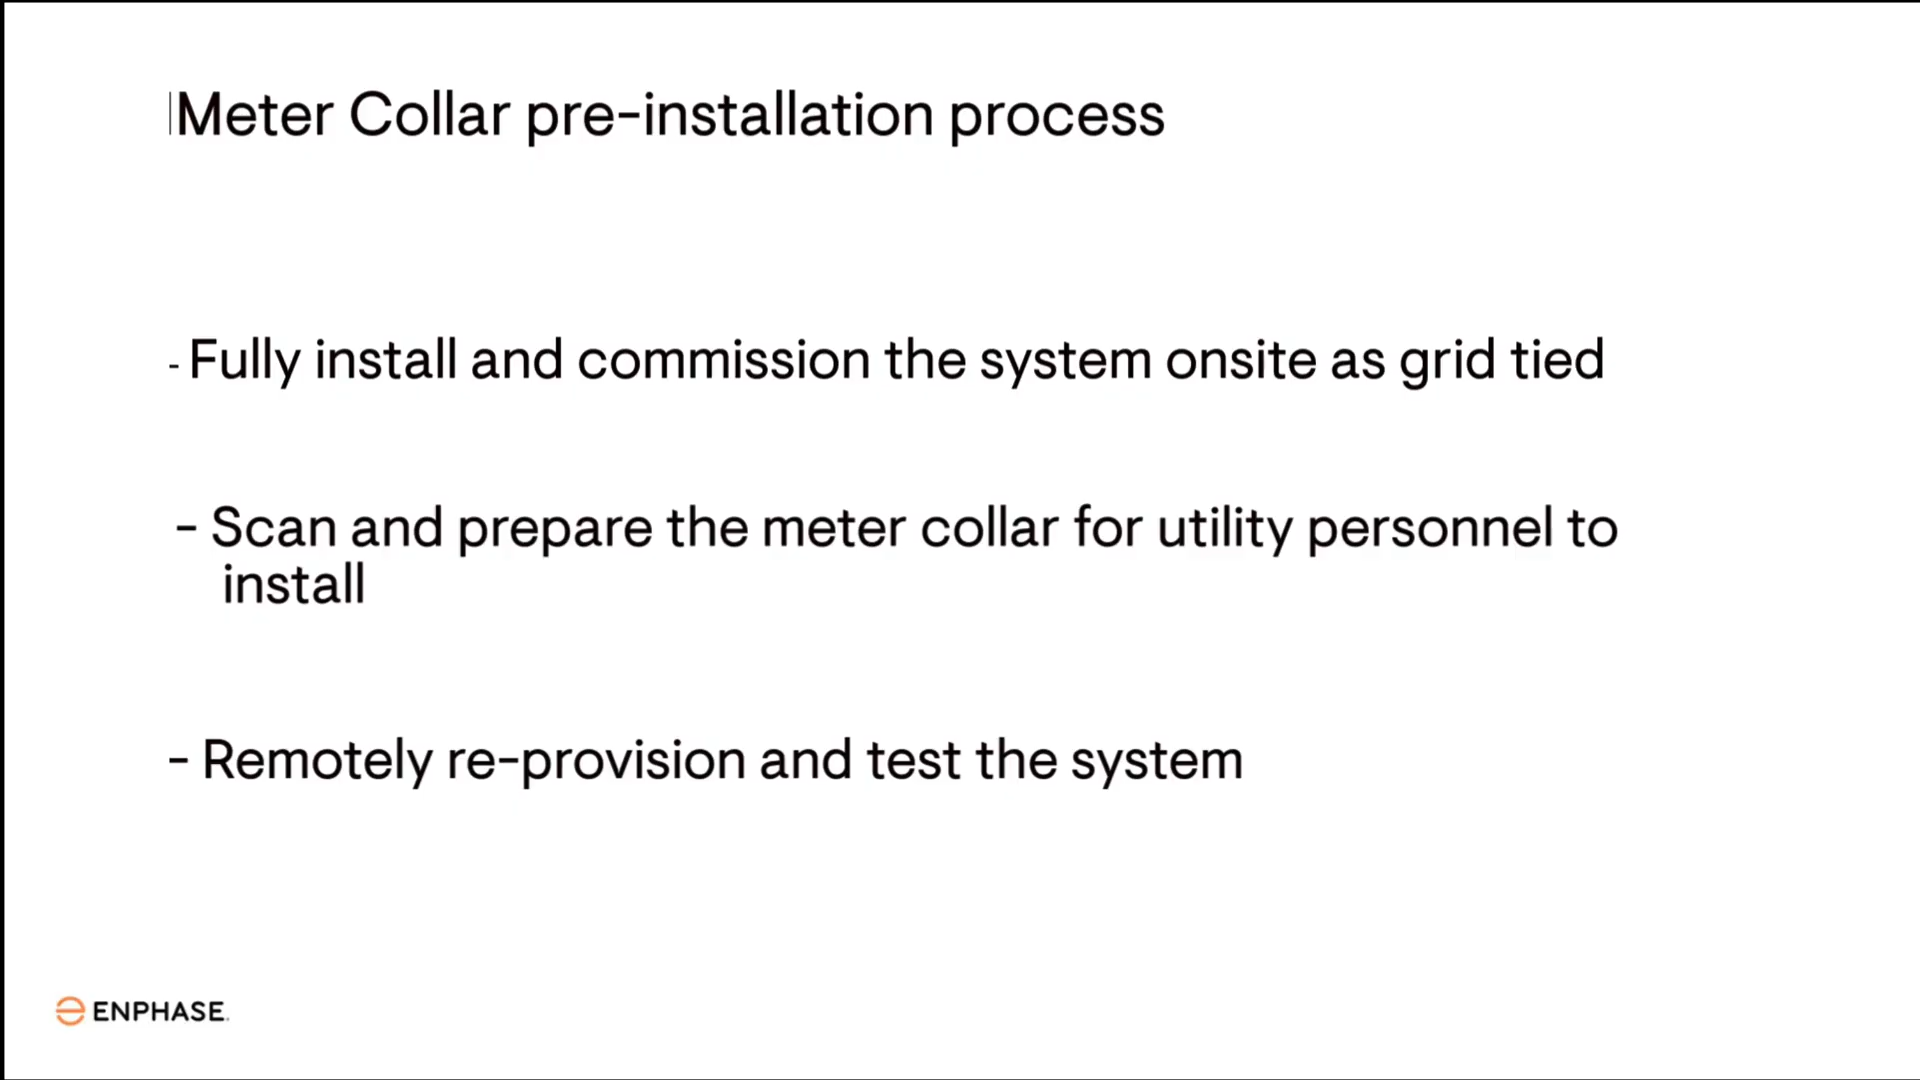 Meter Collar pre-installation process
- Fully install and commission the system onsite as grid tied
- Scan and prepare the meter collar for utility personnel to
install
- Remotely re-provision and test the system
ENPHASE.